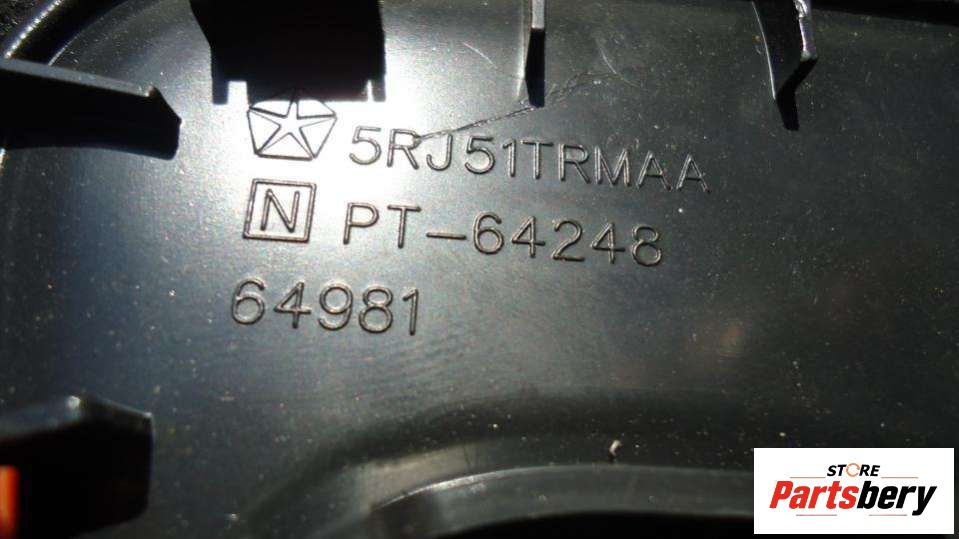 5RJ51TRMAA
N PT-64248
64981
STORE
Partsbery